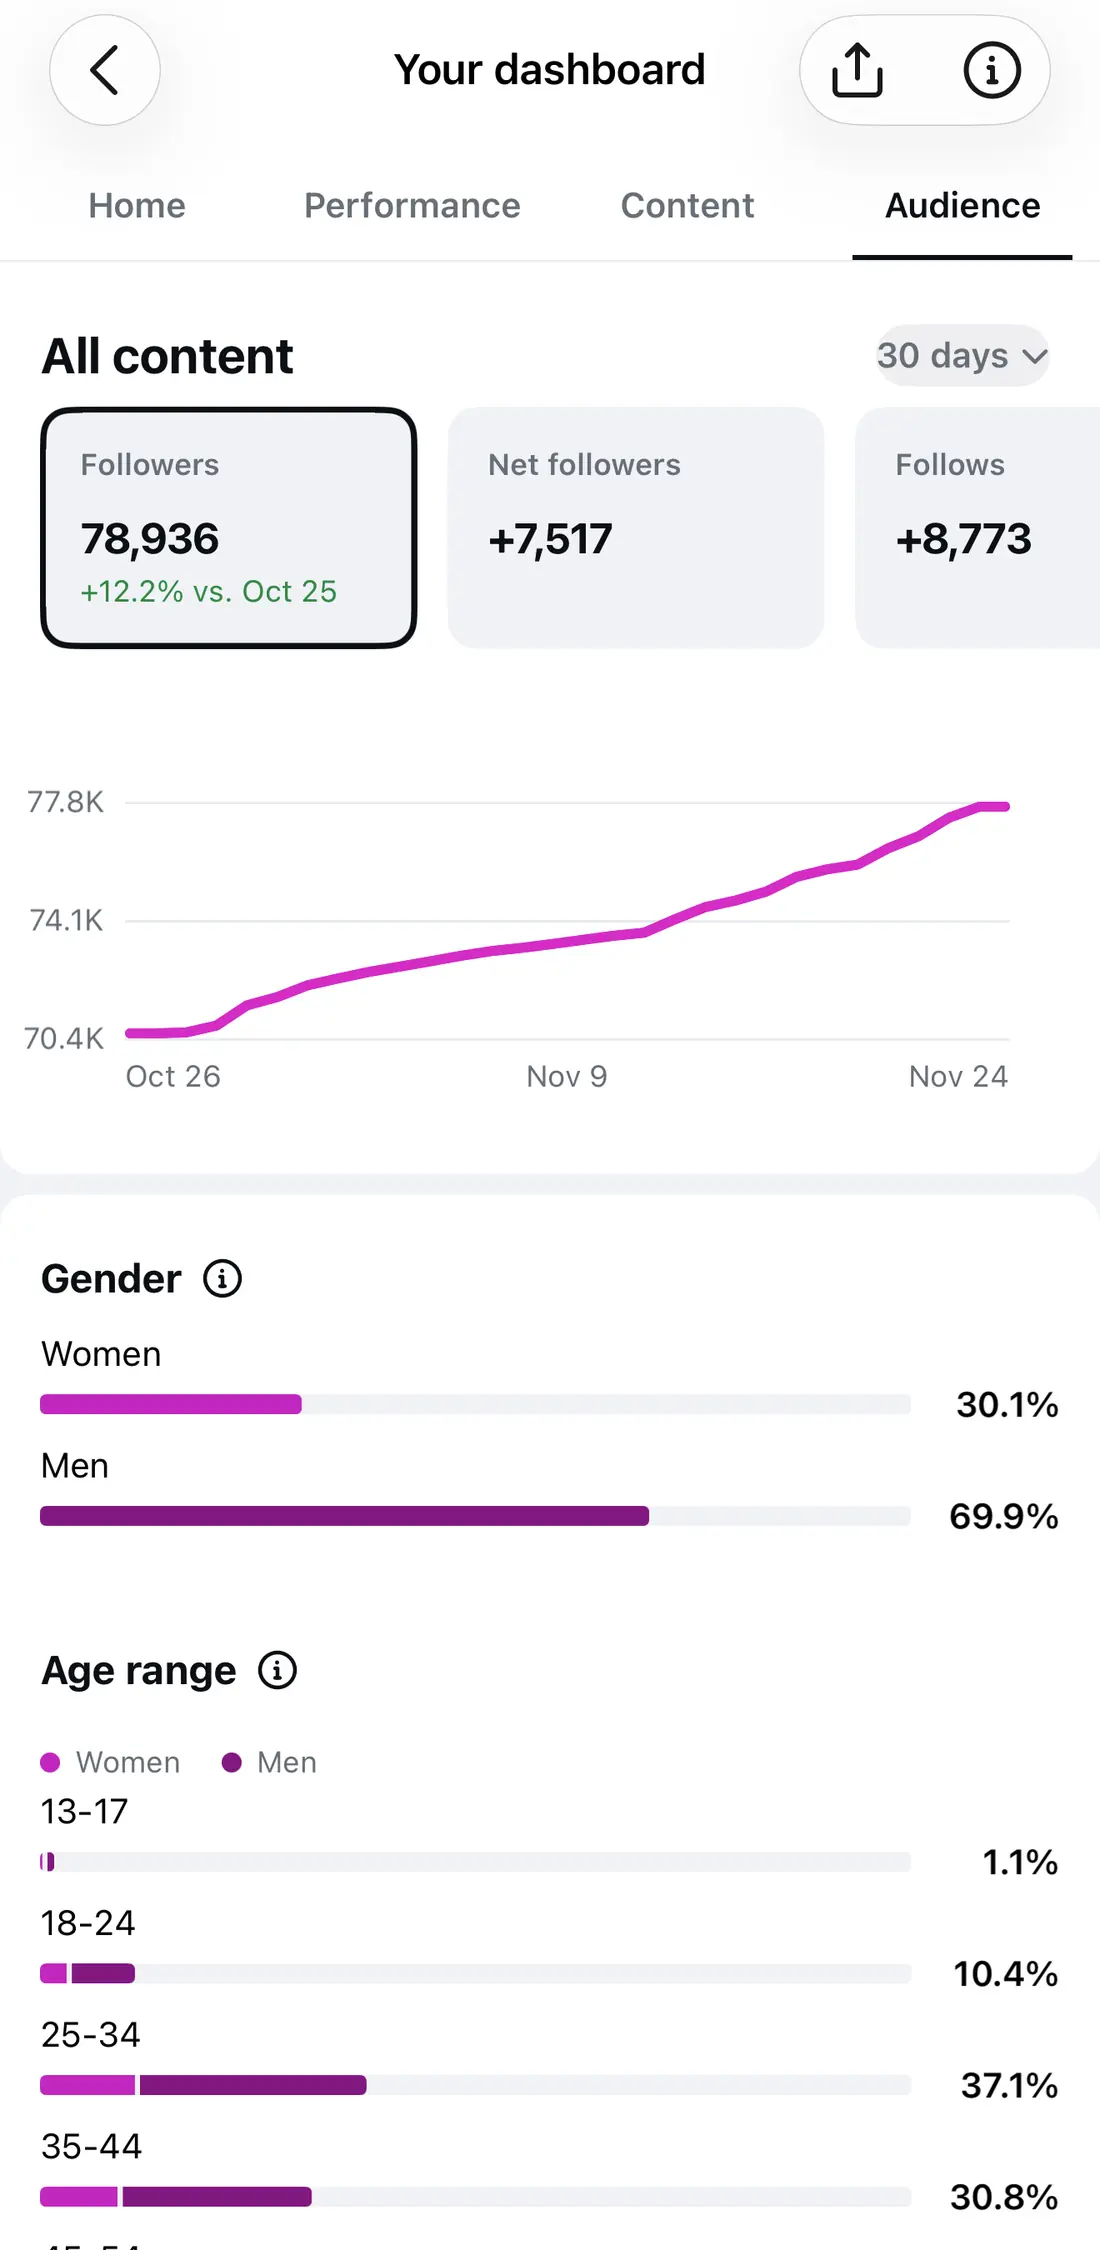 Your dashboard
Home Performance Content Audience
All content
30 days
Followers
78,936
+12.2% vs. Oct 25
Net followers
+7,517
Follows
+8,773
77.8K
74.1K
70.4K
Oct 26 Nov 9 Nov 24
Gender
Women
30.1%
Men
69.9%
Age range
Women Men
13-17
1.1%
18-24
10.4%
25-34
37.1%
35-44
30.8%